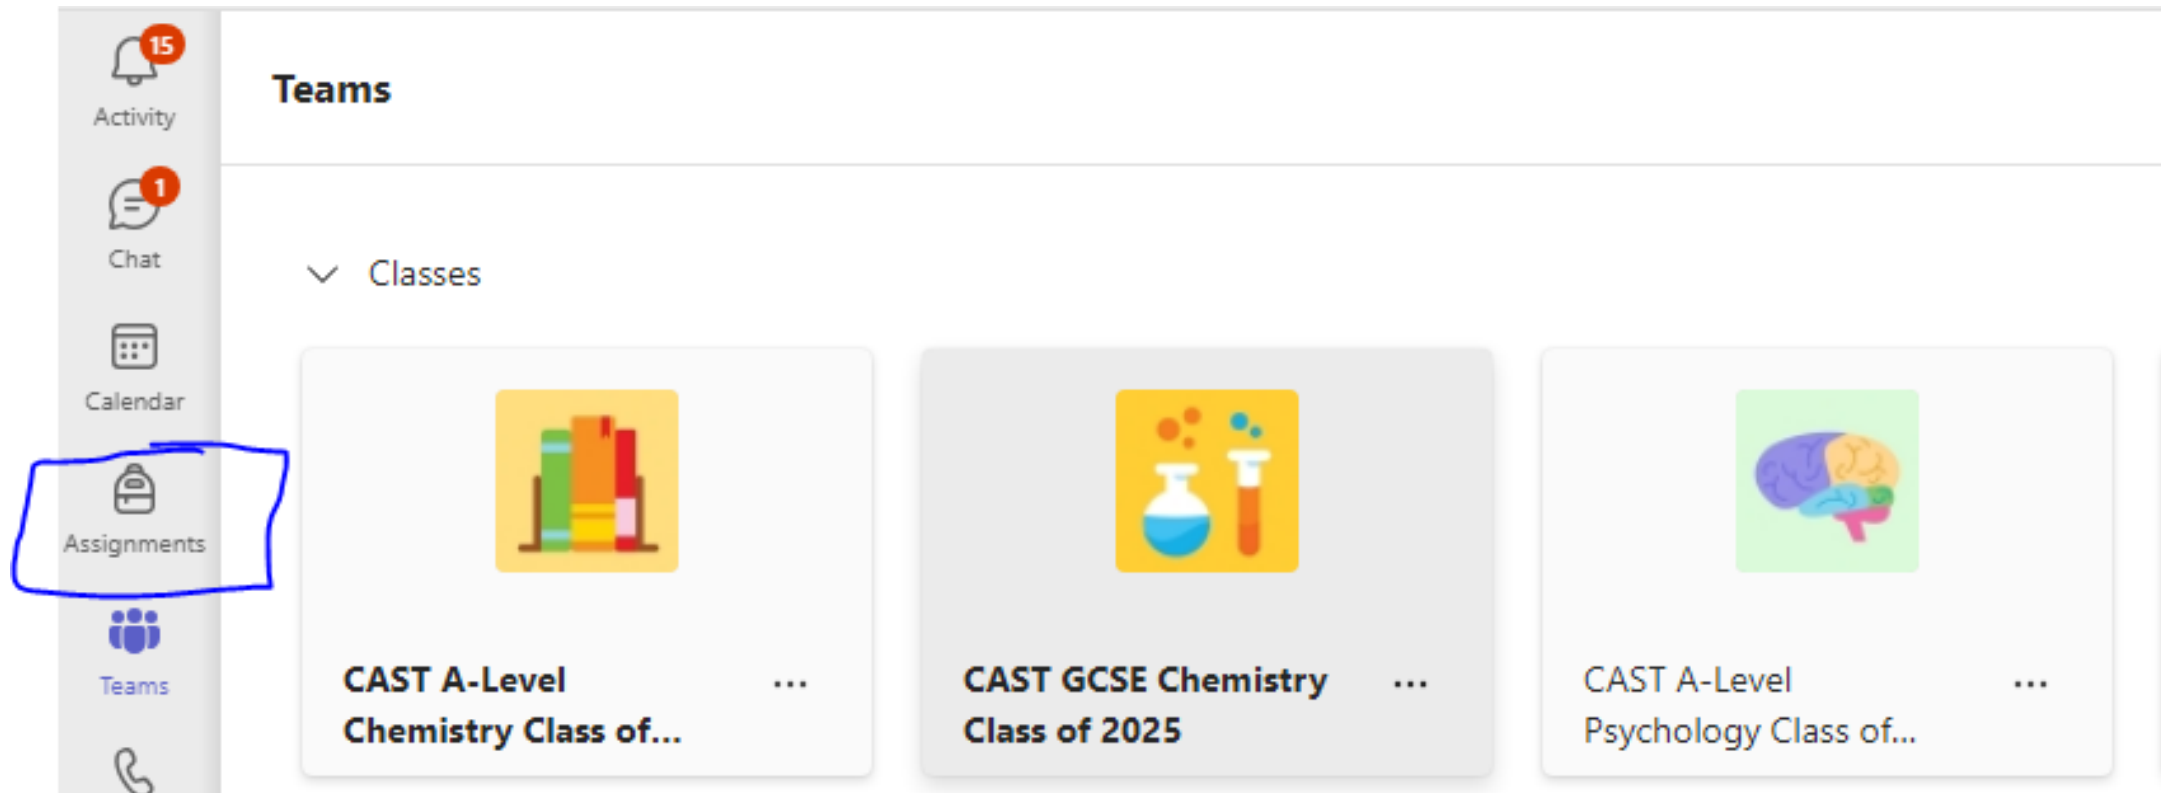 15
Activity
1
Chat
Calendar
Assignments
Teams
Teams
Classes
CAST A-Level
Chemistry Class of...
CAST GCSE Chemistry
Class of 2025
CAST A-Level
Psychology Class of...